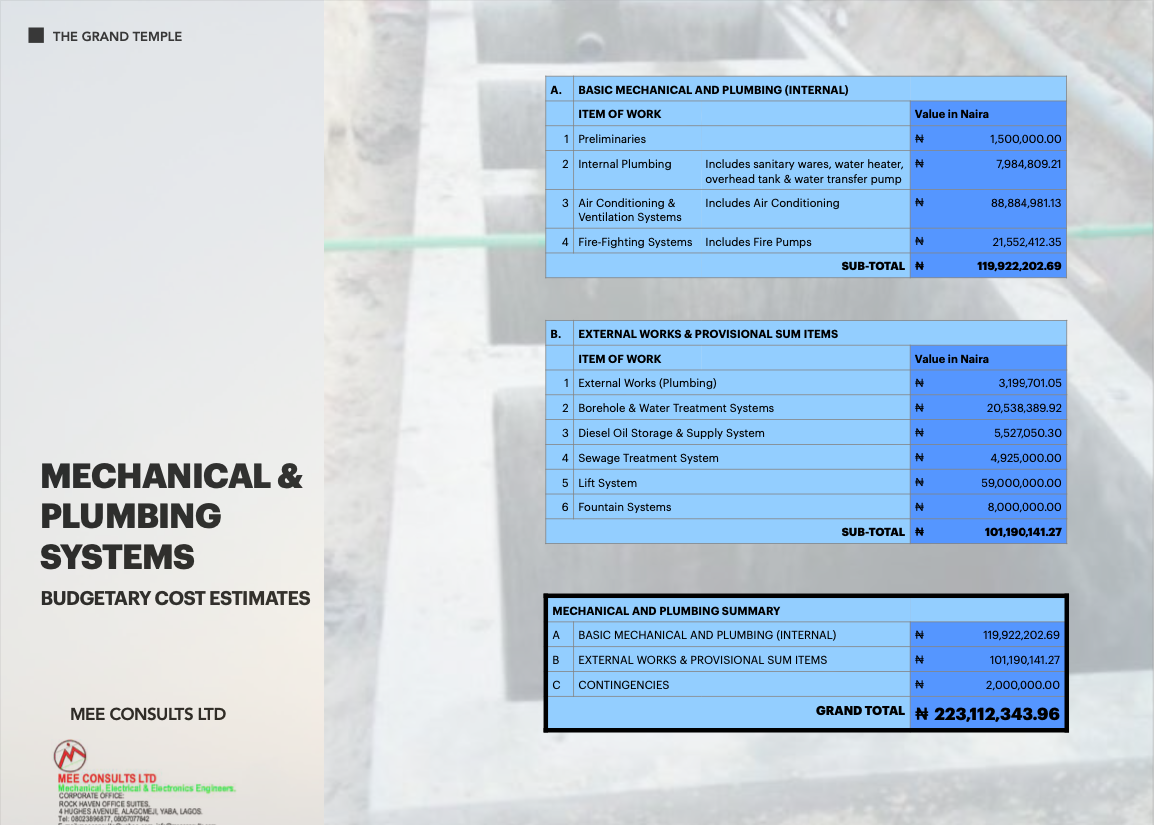 THE GRAND TEMPLE
MECHANICAL &
PLUMBING
SYSTEMS
BUDGETARY COST ESTIMATES
MEE CONSULTS LTD
MEE CONSULTS LTD
Mechanical, Electrical & Electronics Engineers.
CORPORATE OFFICE:
ROCK HAVEN OFFICE SUITES,
4 HUGHES AVENUE, ALAGOMEJI, YABA, LAGOS.
Tel: 08023896877, 08057077842
A. BASIC MECHANICAL AND PLUMBING (INTERNAL)
ITEM OF WORK Value in Naira
1 Preliminaries ₦ 1,500,000.00
2 Internal Plumbing Includes sanitary wares, water heater, ₦ 7,984,809.21
overhead tank & water transfer pump
3 Air Conditioning & Includes Air Conditioning ₦ 88,884,981.13
Ventilation Systems
4 Fire-Fighting Systems Includes Fire Pumps ₦ 21,552,412.35
SUB-TOTAL ₦ 119,922,202.69
B. EXTERNAL WORKS & PROVISIONAL SUM ITEMS
ITEM OF WORK Value in Naira
1 External Works (Plumbing) ₦ 3,199,701.05
2 Borehole & Water Treatment Systems ₦ 20,538,389.92
3 Diesel Oil Storage & Supply System ₦ 5,527,050.30
4 Sewage Treatment System ₦ 4,925,000.00
5 Lift System ₦ 59,000,000.00
6 Fountain Systems ₦ 8,000,000.00
SUB-TOTAL ₦ 101,190,141.27
MECHANICAL AND PLUMBING SUMMARY
A BASIC MECHANICAL AND PLUMBING (INTERNAL) ₦ 119,922,202.69
B EXTERNAL WORKS & PROVISIONAL SUM ITEMS ₦ 101,190,141.27
C CONTINGENCIES ₦ 2,000,000.00
GRAND TOTAL ₦ 223,112,343.96